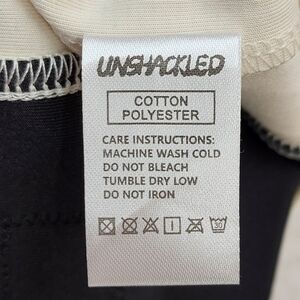 UNSHACKLED
COTTON
POLYESTER
CARE INSTRUCTIONS:
MACHINE WASH COLD
DO NOT BLEACH
TUMBLE DRY LOW
DO NOT IRON
30